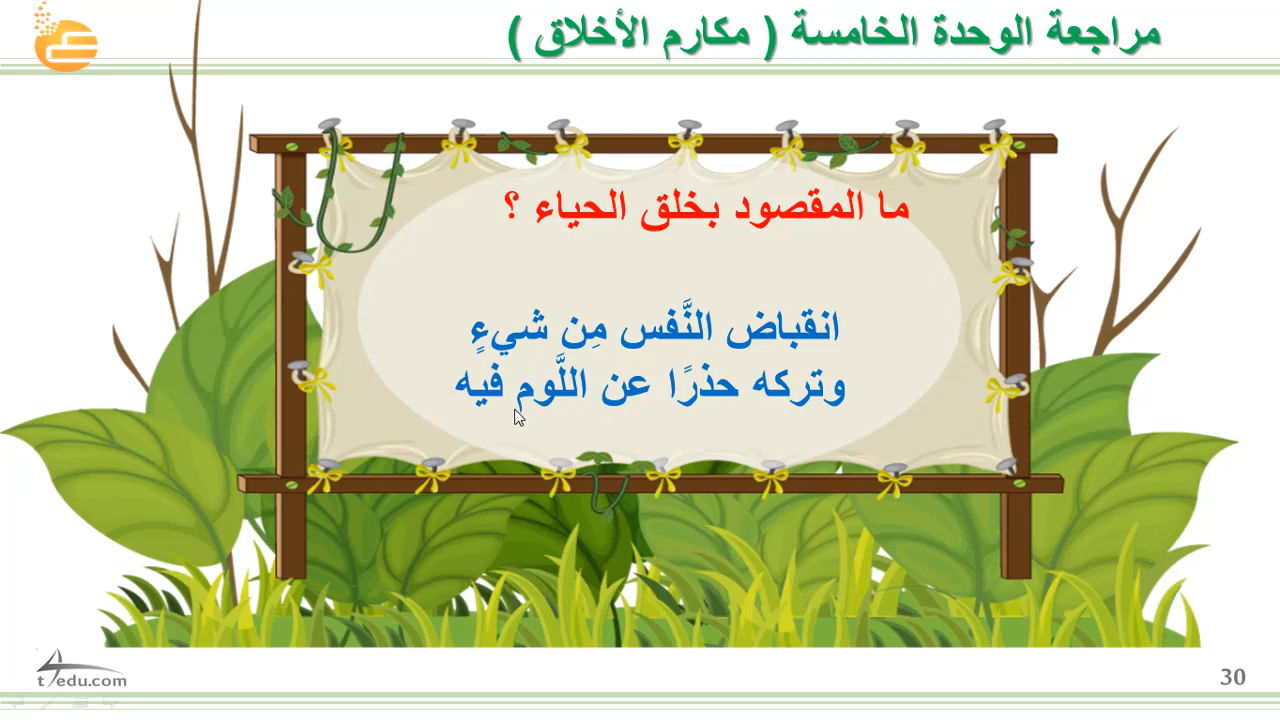 مراجعة الوحدة الخامسة ( مكارم الأخلاق )
ما المقصود بخلق الحياء ؟
انقباض النَّفس مِن شيءٍ
وتركه حذرًا عن اللَّوم فيه
t4edu.com
30